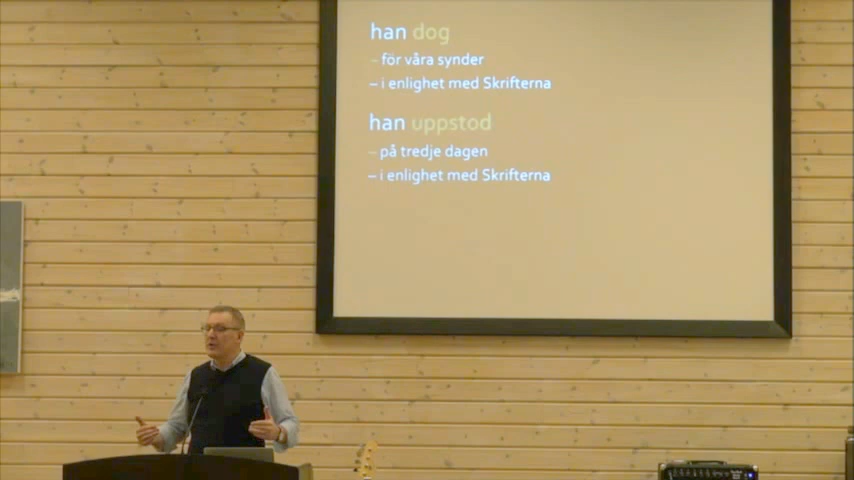 han dog
– för våra synder
– i enlighet med Skrifterna
han uppstod
– på tredje dagen
– i enlighet med Skrifterna